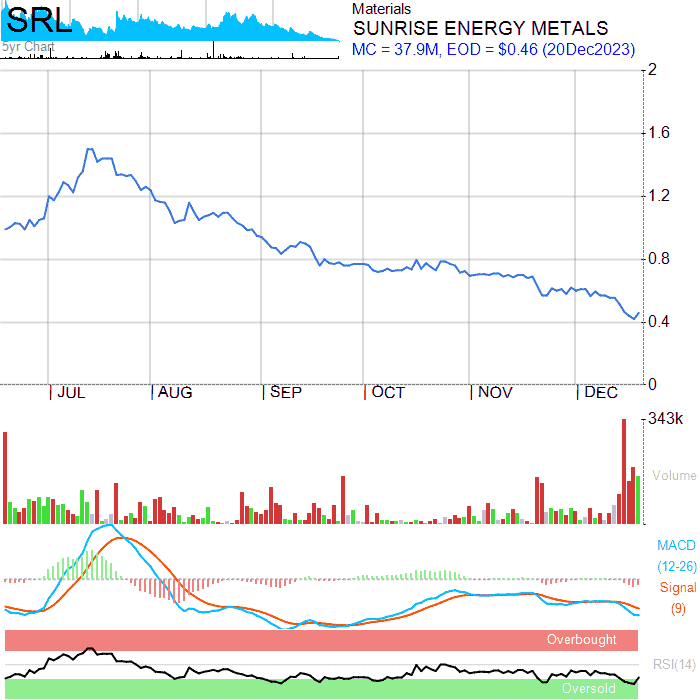 SRL
5yr Chart
Materials
SUNRISE ENERGY METALS
MC = 37.9M, EOD = $0.46 (20Dec2023)
2
1.6
1.2
0.8
0.4
0
JUL AUG SEP OCT NOV DEC
343k
Volume
MACD
(12-26)
Signal
(9)
Overbought
RSI(14)
Oversold